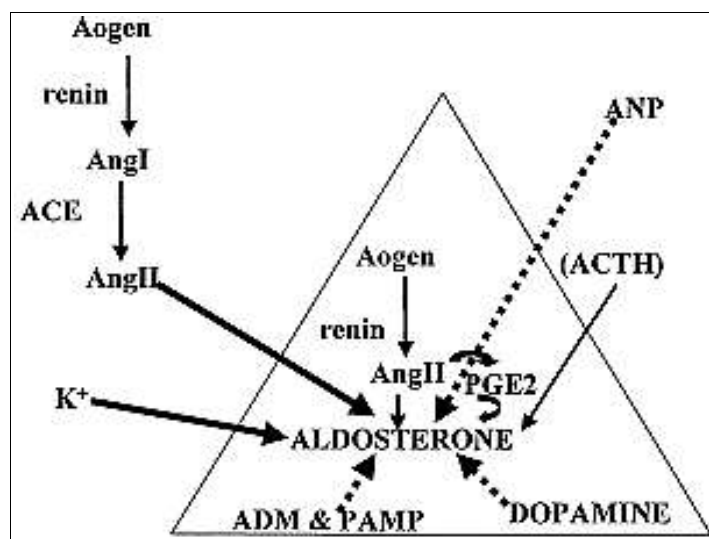 Aogen
renin
AngI
ACE
AngII
K⁺
ANP
(ACTH)
Aogen
renin
AngII
PGE2
ALDOSTERONE
ADM & PAMP
DOPAMINE